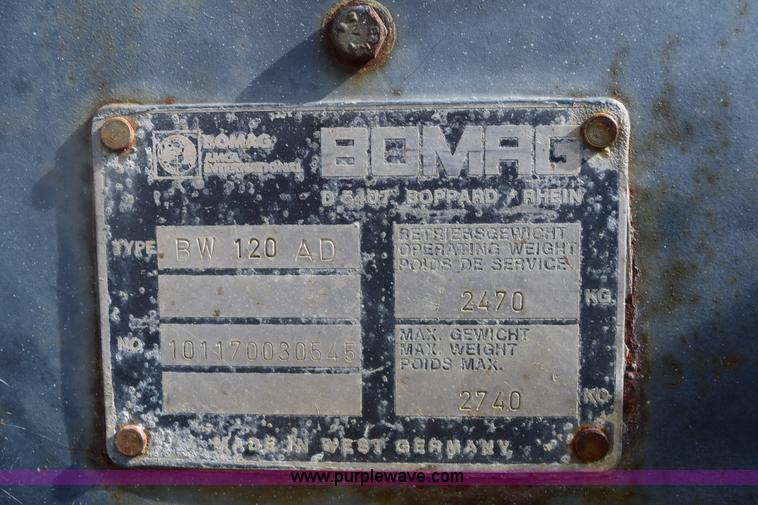 BOMAG
BOMAG
D 5407 BOPPARD / RHEIN
TYPE BW 120 AD
BETRIEBSGEWICHT
OPERATING WEIGHT
POIDS DE SERVICE
2470 KG
NO. 101170030545
MAX. GEWICHT
MAX. WEIGHT
POIDS MAX.
2740 KG
MADE IN WEST GERMANY
www.purplewave.com